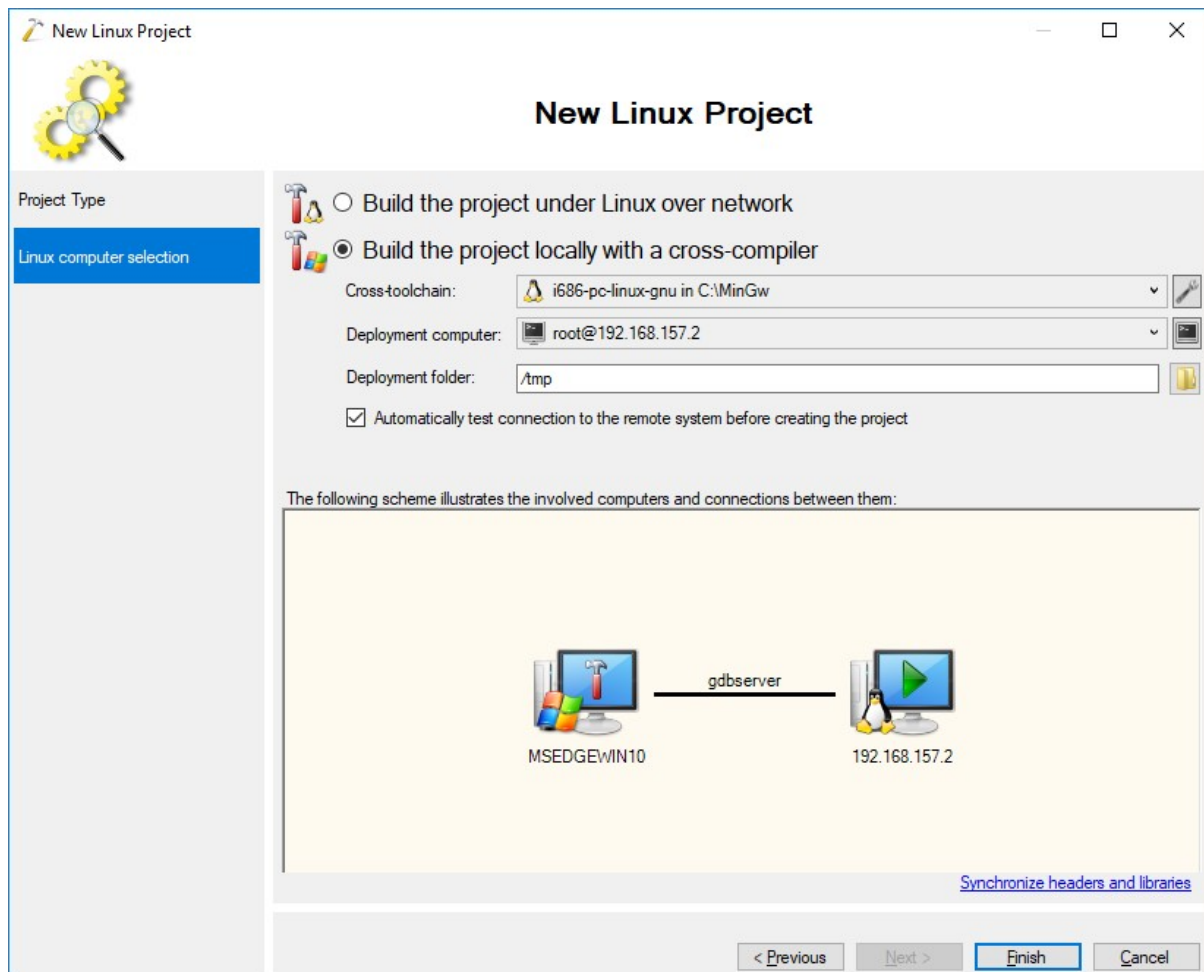 New Linux Project
New Linux Project
Project Type
Linux computer selection
Build the project under Linux over network
Build the project locally with a cross-compiler
Cross-toolchain: i686-pc-linux-gnu in C:\MinGw
Deployment computer: root@192.168.157.2
Deployment folder: /tmp
Automatically test connection to the remote system before creating the project
The following scheme illustrates the involved computers and connections between them:
gdbserver
MSEDGEWIN10 192.168.157.2
Synchronize headers and libraries
< Previous Next > Finish Cancel